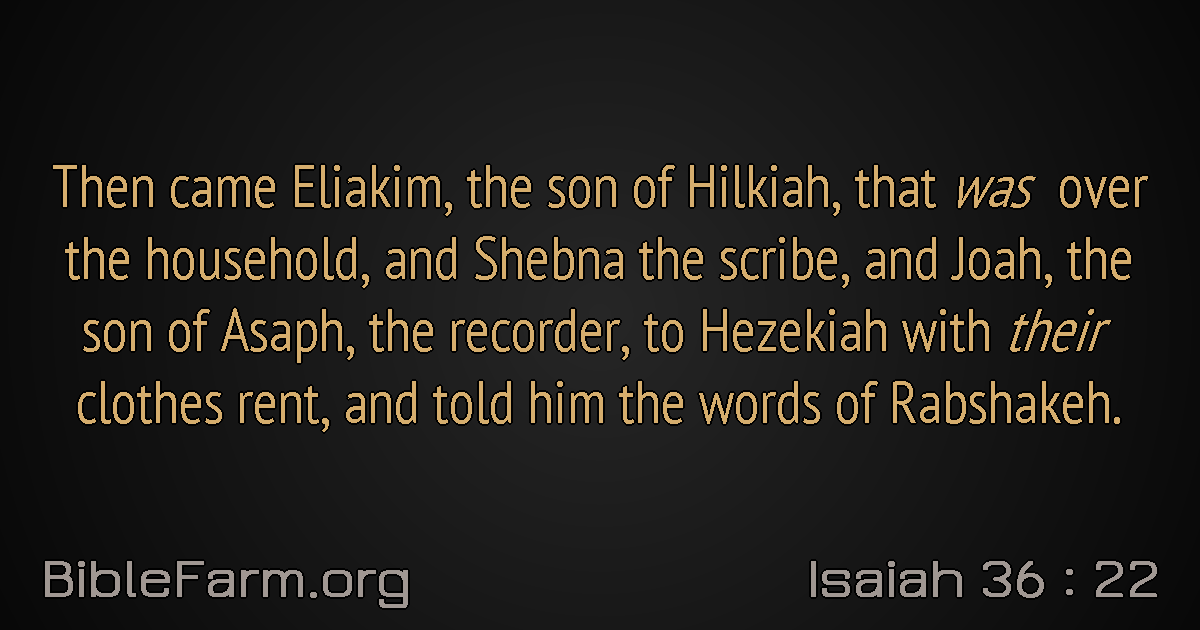 Then came Eliakim, the son of Hilkiah, that was over
the household, and Shebna the scribe, and Joah, the
son of Asaph, the recorder, to Hezekiah with their
clothes rent, and told him the words of Rabshakeh.
BibleFarm.org
Isaiah 36 : 22